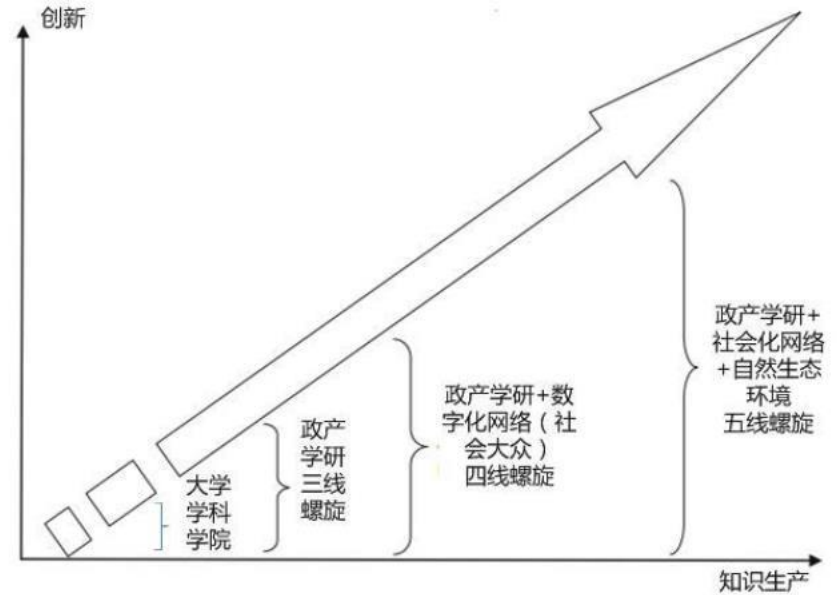 创新
大学
学科
学院
政产
学研
三线
螺旋
政产学研+数
字化网络（社
会大众）
四线螺旋
政产学研+
社会化网络
+自然生态
环境
五线螺旋
知识生产